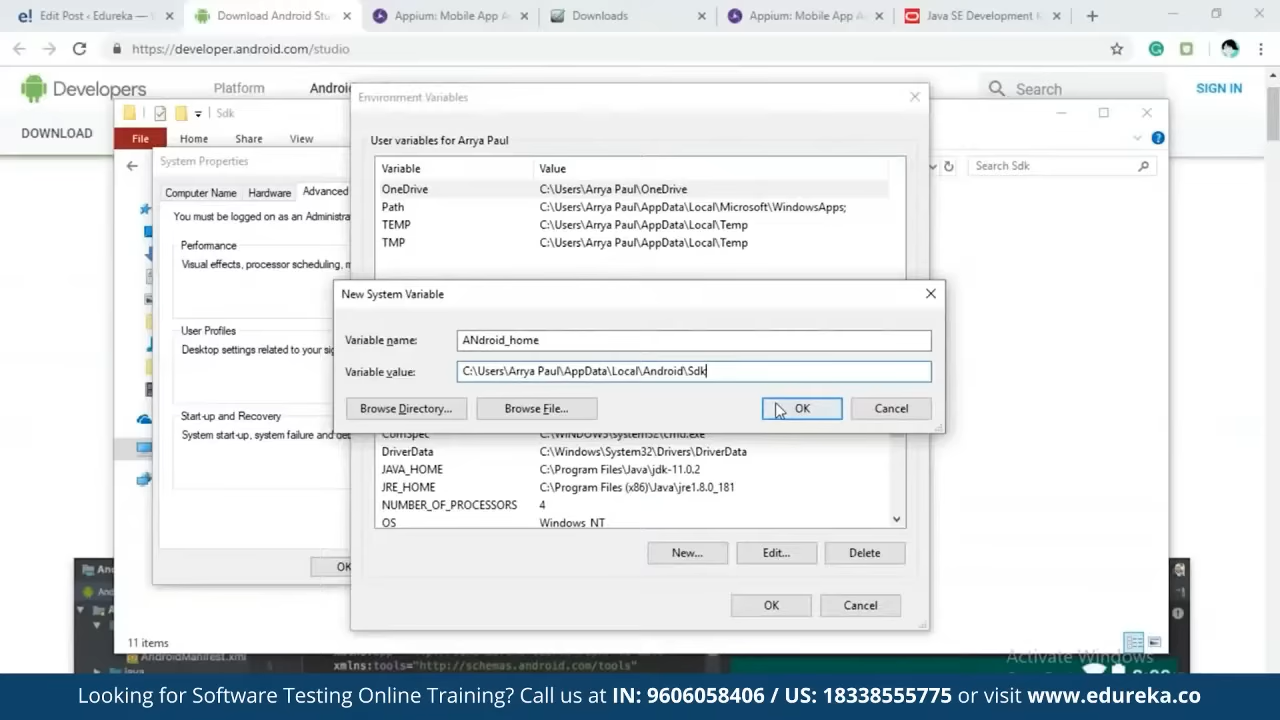 Edit Post ‹ Edureka — W
Download Android Stu
Appium: Mobile App A
Downloads
Appium: Mobile App A
Java SE Development K
https://developer.android.com/studio
Developers
Platform
Android
Search
SIGN IN
DOWNLOAD
Sdk
File
Home
Share
View
Search Sdk
System Properties
Computer Name
Hardware
Advanced
You must be logged on as an Administra
Performance
Visual effects, processor scheduling, m
User Profiles
Desktop settings related to your sig
Start-up and Recovery
System start-up, system failure and deb
OK
Environment Variables
User variables for Arrya Paul
Variable Value
OneDrive C:\Users\Arrya Paul\OneDrive
Path C:\Users\Arrya Paul\AppData\Local\Microsoft\WindowsApps;
TEMP C:\Users\Arrya Paul\AppData\Local\Temp
TMP C:\Users\Arrya Paul\AppData\Local\Temp
New System Variable
Variable name: ANdroid_home
Variable value: C:\Users\Arrya Paul\AppData\Local\Android\Sdk
Browse Directory... Browse File... OK Cancel
ComSpec C:\WINDOWS\system32\cmd.exe
DriverData C:\Windows\System32\Drivers\DriverData
JAVA_HOME C:\Program Files\Java\jdk-11.0.2
JRE_HOME C:\Program Files (x86)\Java\jre1.8.0_181
NUMBER_OF_PROCESSORS 4
OS Windows_NT
New... Edit... Delete
OK Cancel
11 items
AndroidManifest.xml
xmlns:tools="http://schemas.android.com/tools"
Activate Windows
Looking for Software Testing Online Training? Call us at IN: 9606058406 / US: 18338555775 or visit www.edureka.co